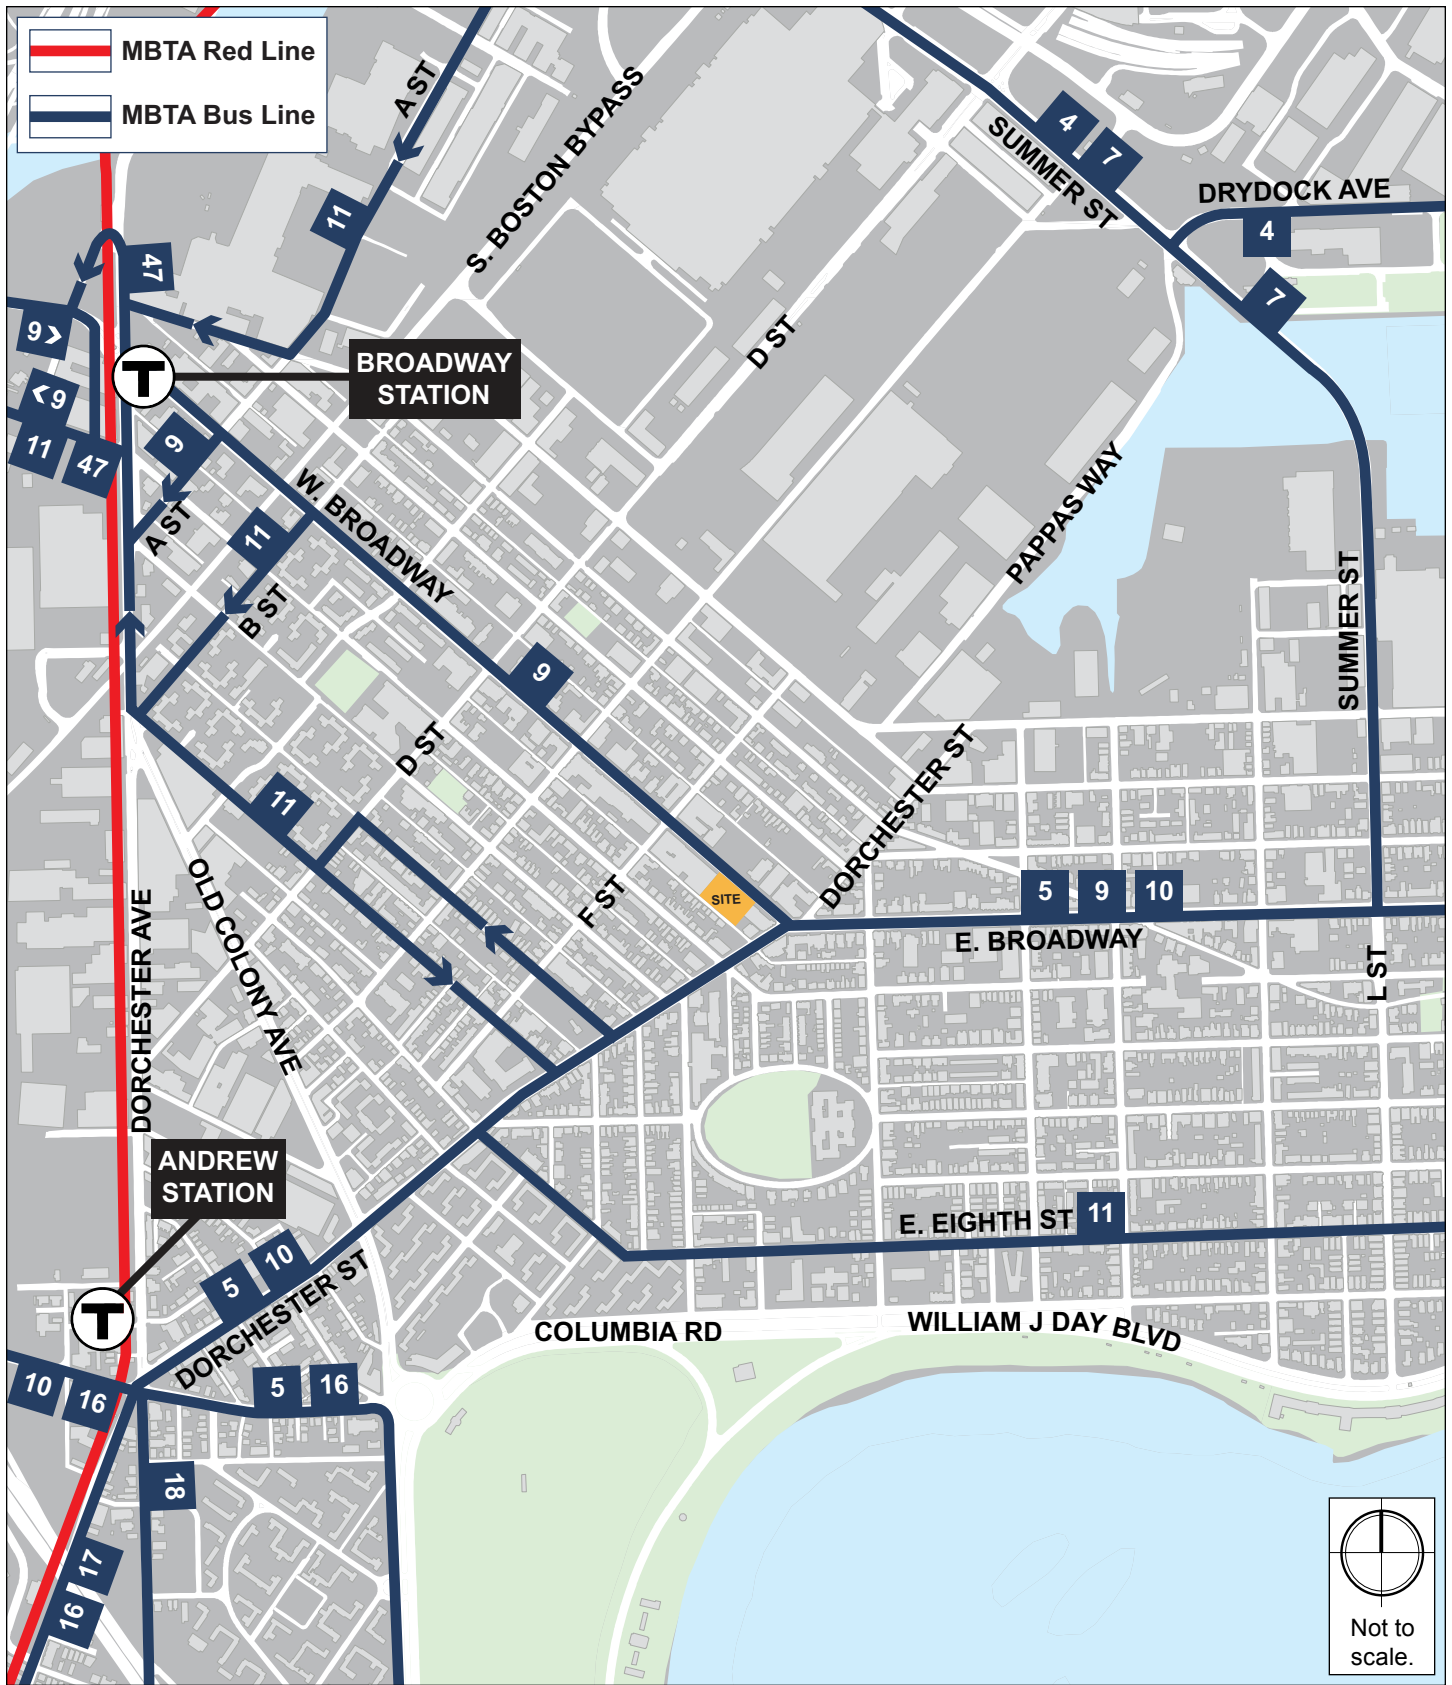 MBTA Red Line
MBTA Bus Line
A ST
S. BOSTON BYPASS
4
7
SUMMER ST
DRYDOCK AVE
4
7
11
47
9 >
< 9
11
47
BROADWAY
STATION
T
9
A ST
11
B ST
W. BROADWAY
D ST
PAPPAS WAY
SUMMER ST
9
D ST
11
DORCHESTER ST
F ST
SITE
5
9
10
E. BROADWAY
L ST
OLD COLONY AVE
DORCHESTER AVE
ANDREW
STATION
T
5
10
DORCHESTER ST
E. EIGHTH ST
11
COLUMBIA RD
WILLIAM J DAY BLVD
10
16
5
16
18
17
16
Not to
scale.